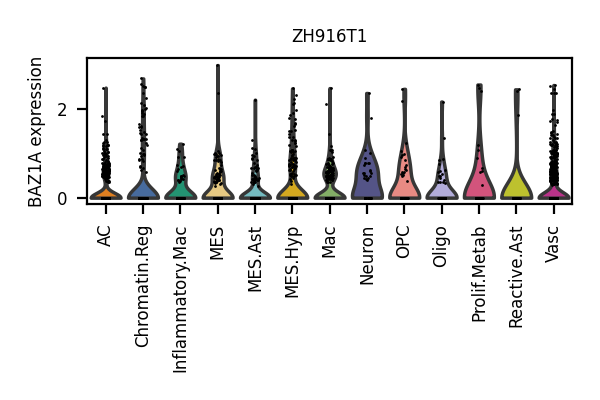 ZH916T1
BAZ1A expression
2
0
AC
Chromatin.Reg
Inflammatory.Mac
MES
MES.Ast
MES.Hyp
Mac
Neuron
OPC
Oligo
Prolif.Metab
Reactive.Ast
Vasc